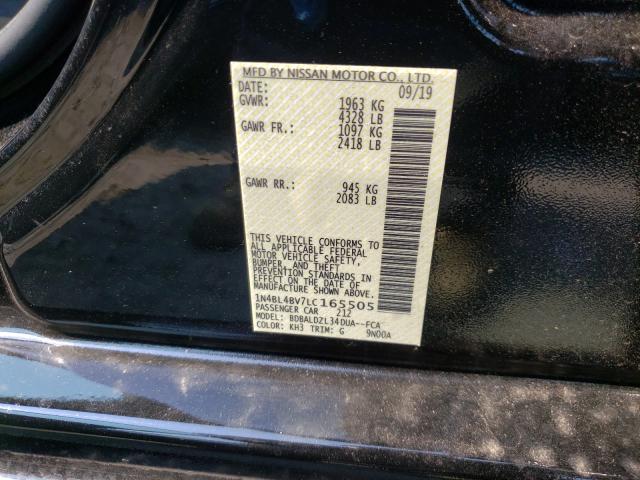 MFD BY NISSAN MOTOR CO., LTD.
DATE: 09/19
GVWR: 1963 KG
4328 LB
GAWR FR.: 1097 KG
2418 LB
GAWR RR.: 945 KG
2083 LB
THIS VEHICLE CONFORMS TO
ALL APPLICABLE FEDERAL
MOTOR VEHICLE SAFETY,
BUMPER, AND THEFT
PREVENTION STANDARDS IN
EFFECT ON THE DATE OF
MANUFACTURE SHOWN ABOVE.
1N4BL4BV7LC165505
PASSENGER CAR 212
MODEL: BDBALDZL34DUA--FCA
COLOR: KH3 TRIM: G 9N00A